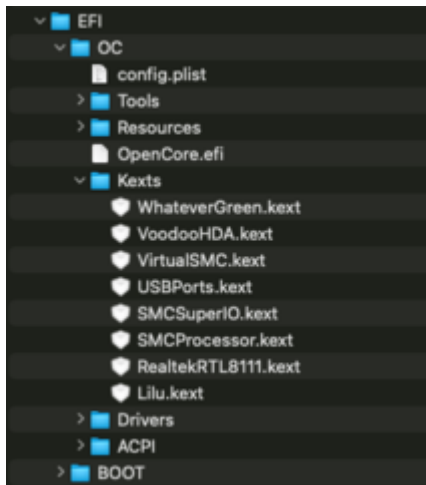 EFI
OC
config.plist
Tools
Resources
OpenCore.efi
Kexts
WhateverGreen.kext
VoodooHDA.kext
VirtualSMC.kext
USBPorts.kext
SMCSuperIO.kext
SMCProcessor.kext
RealtekRTL8111.kext
Lilu.kext
Drivers
ACPI
BOOT